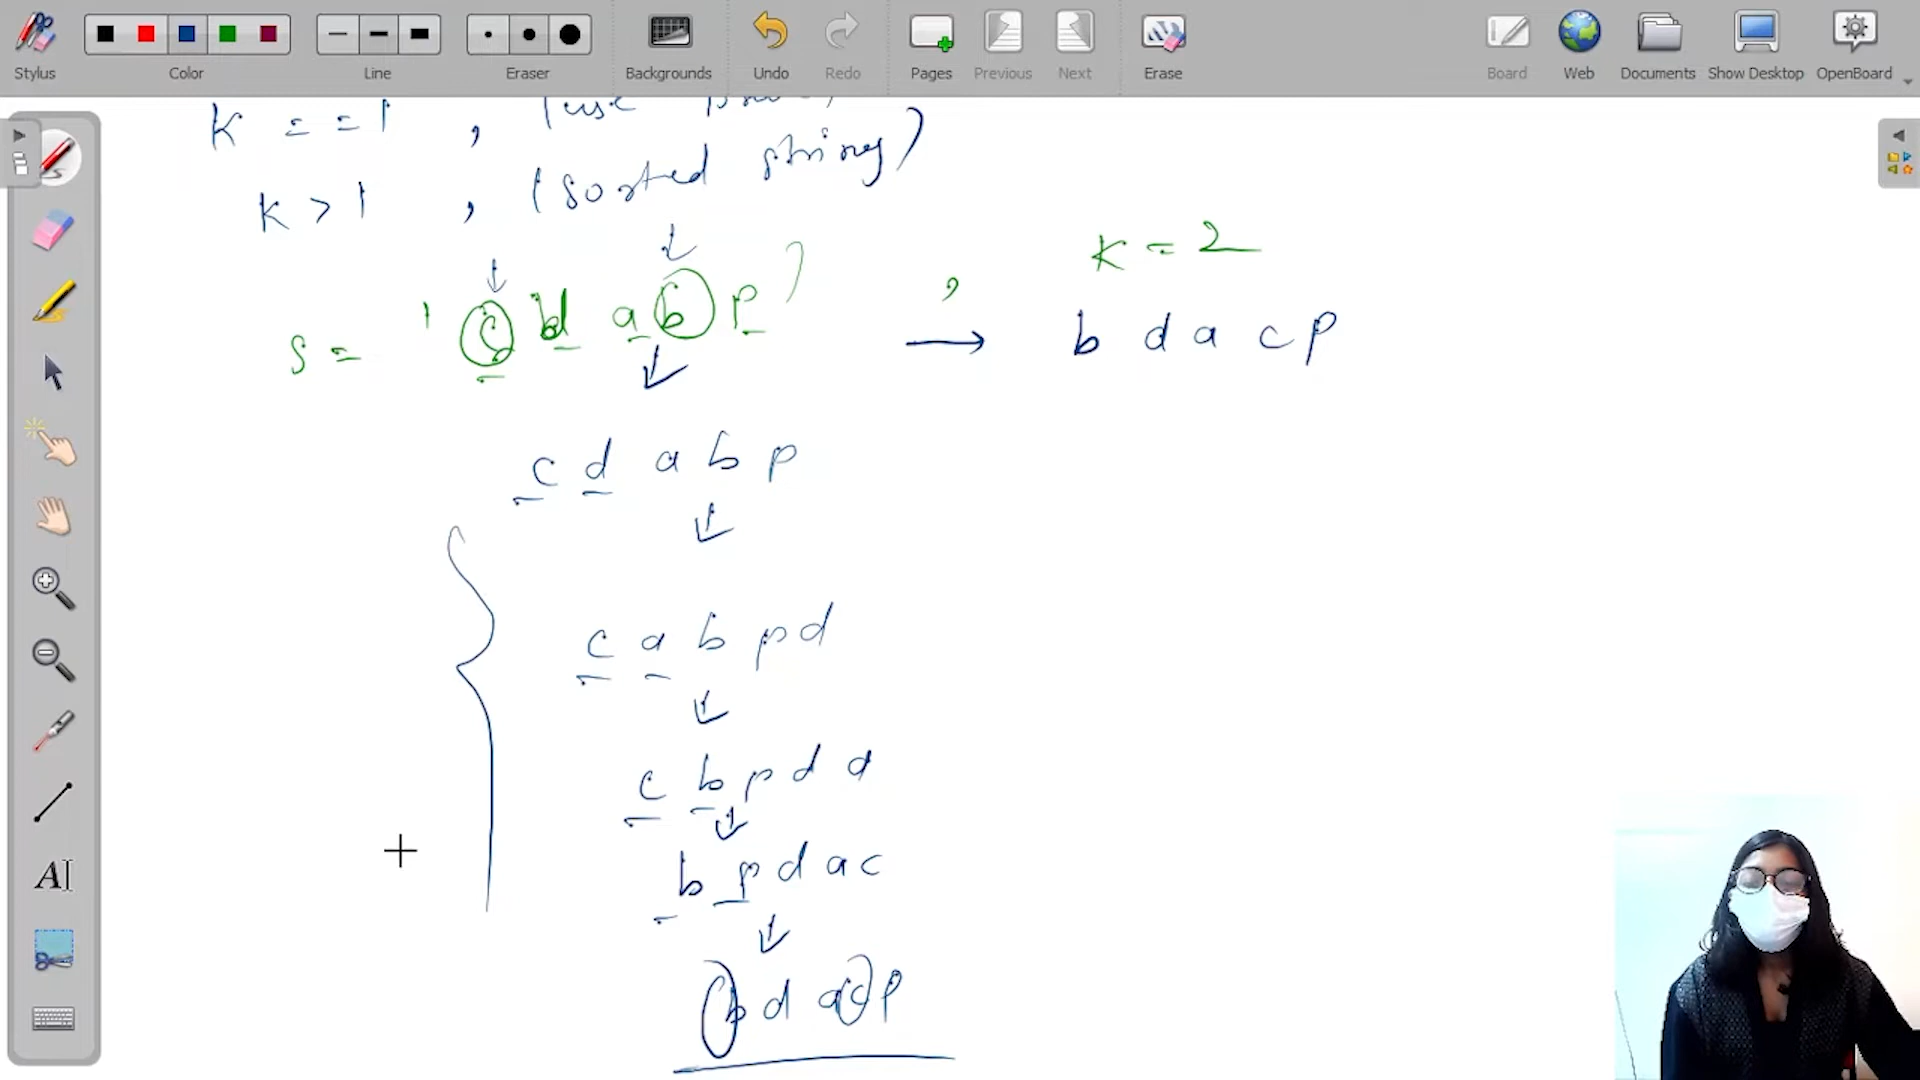 Stylus Color Line Eraser Backgrounds Undo Redo Pages Previous Next Erase Board Web Documents Show Desktop OpenBoard
K == 1 , (use
K > 1 , (sorted string)
K = 2
S = ' c d a b p ' , → b d a c p
c d a b p
c a b p d
c b p d a
b p d a c
b d a c p